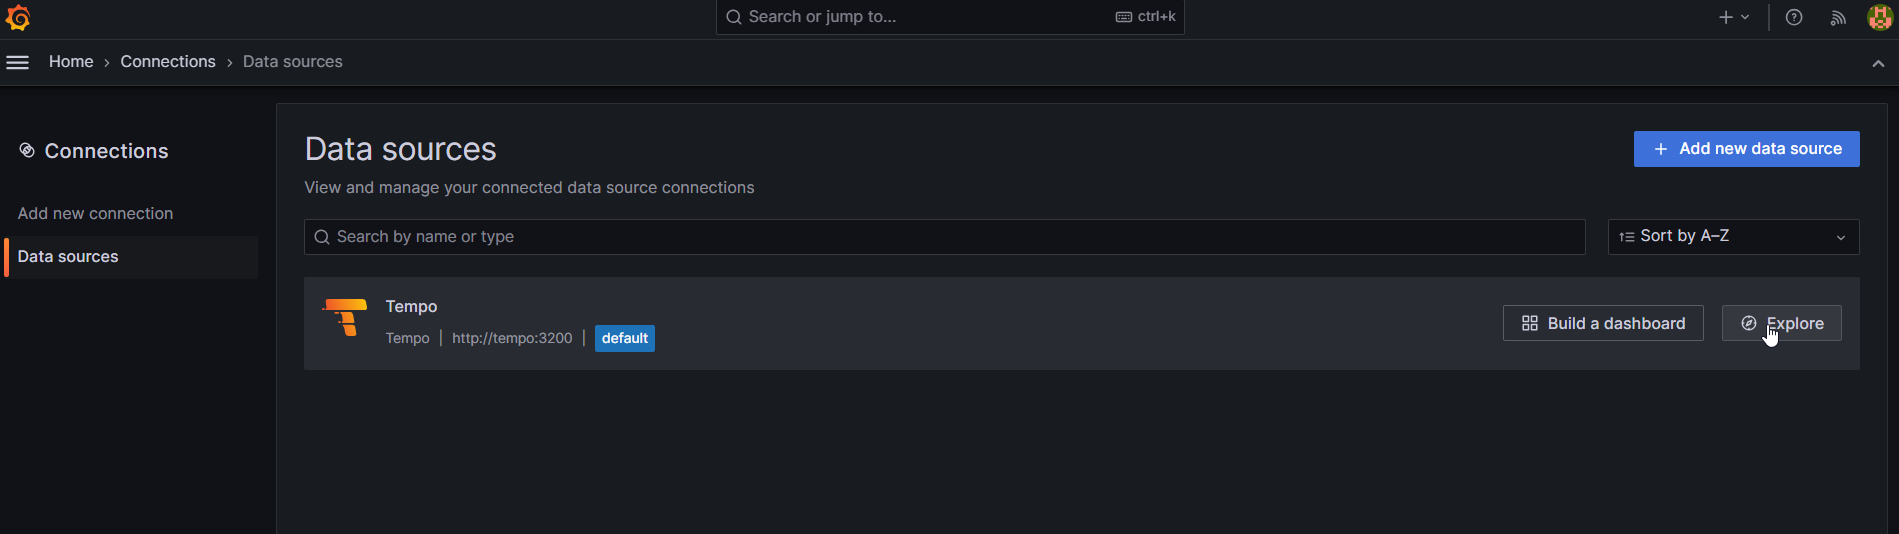 Search or jump to... ctrl+k
Home › Connections › Data sources
Connections
Add new connection
Data sources
Data sources
View and manage your connected data source connections
+ Add new data source
Search by name or type
Sort by A–Z
Tempo
Tempo | http://tempo:3200 | default
Build a dashboard
Explore